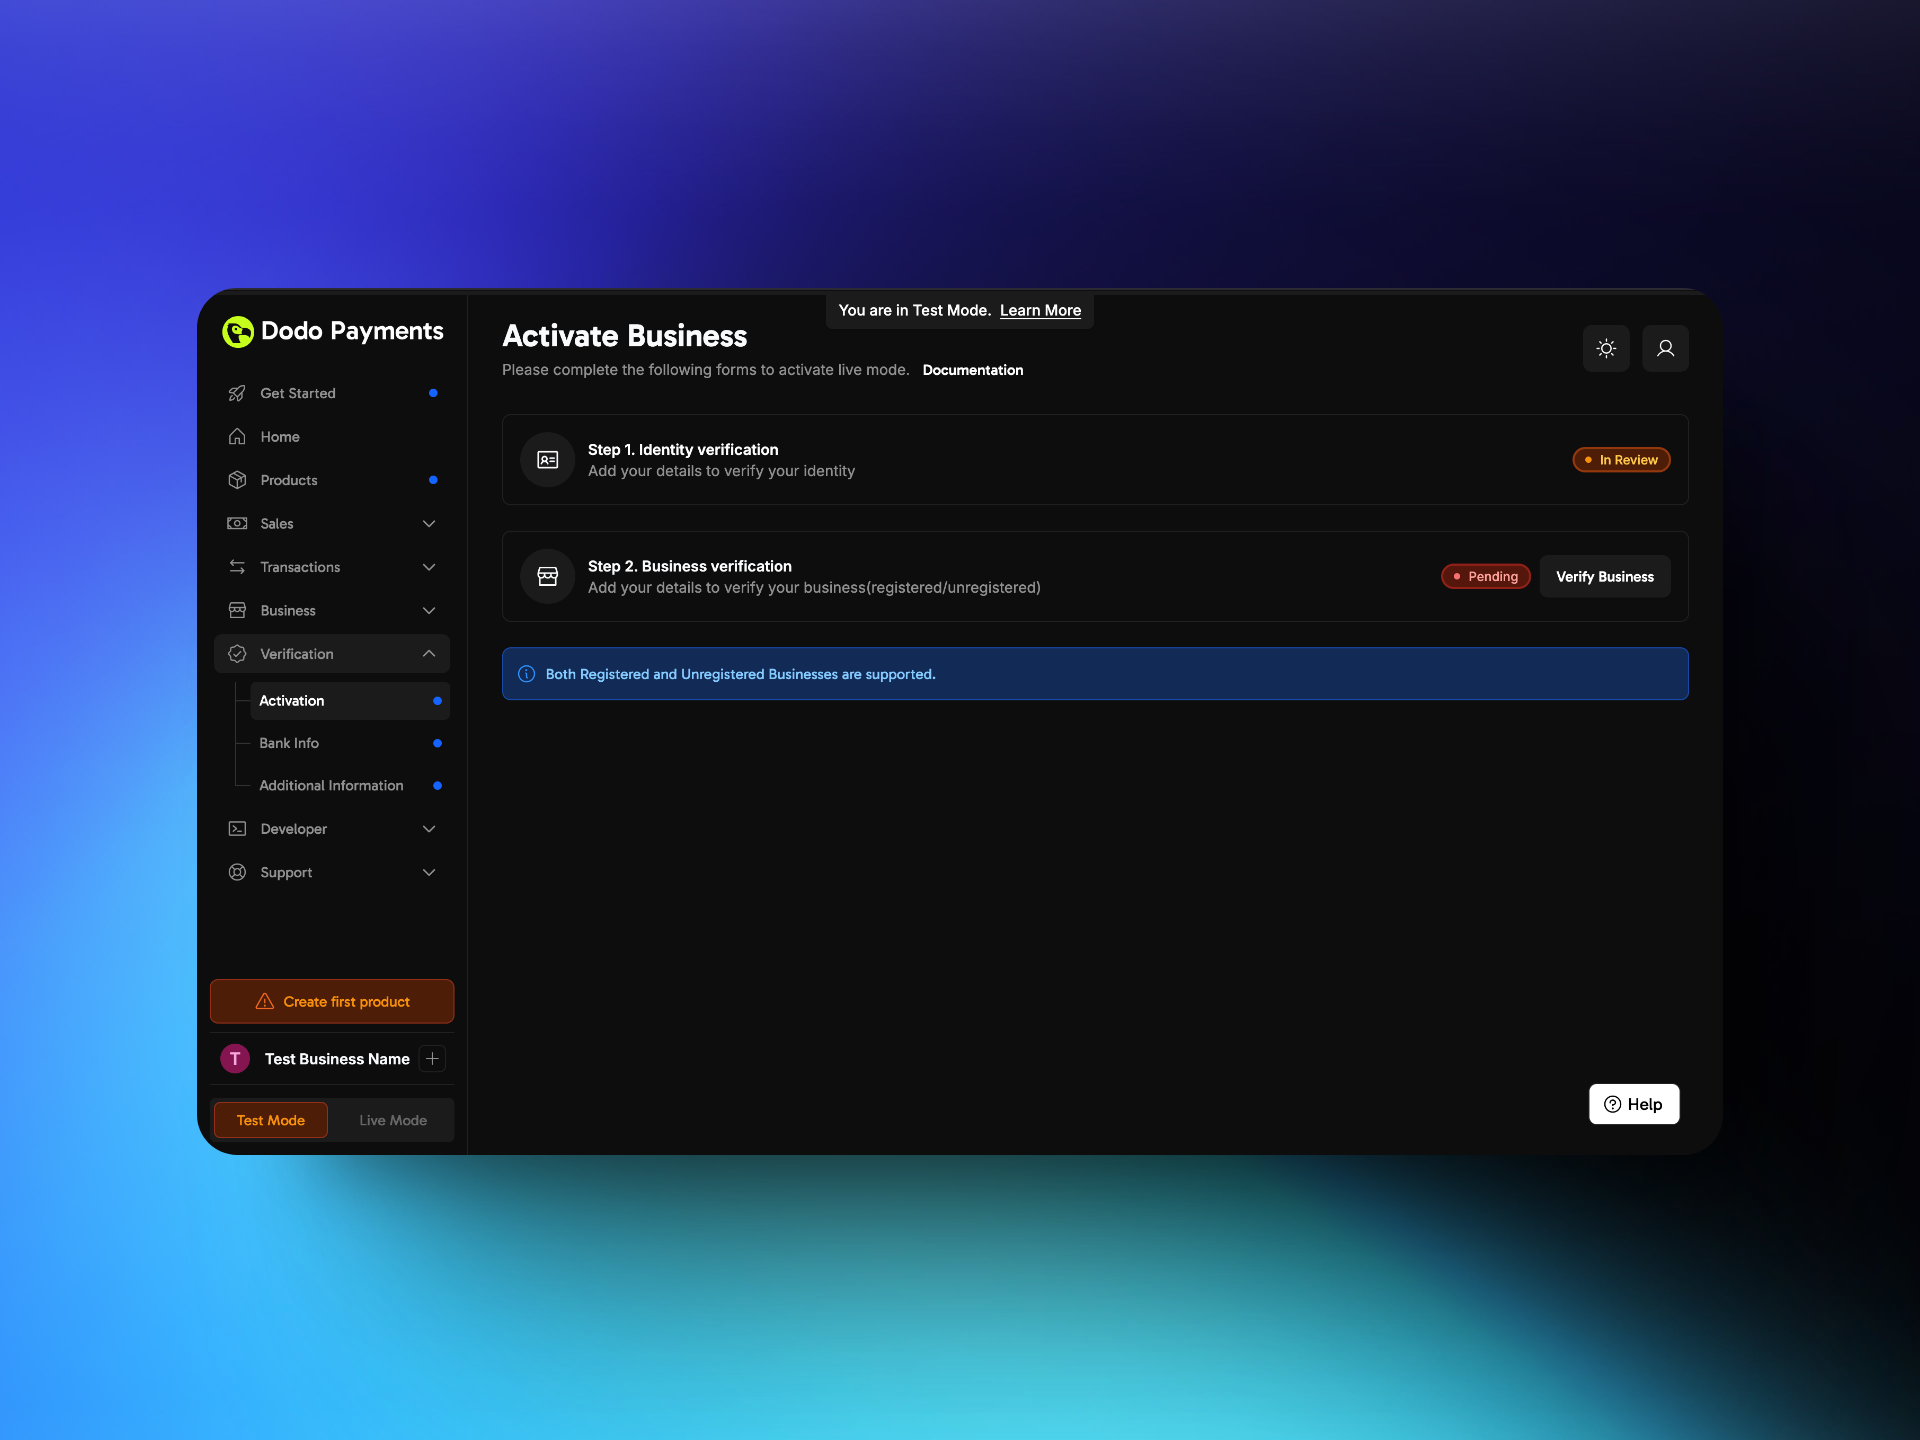 Dodo Payments
Get Started
Home
Products
Sales
Transactions
Business
Verification
Activation
Bank Info
Additional Information
Developer
Support
Create first product
T
Test Business Name
Test Mode
Live Mode
You are in Test Mode. Learn More
Activate Business
Please complete the following forms to activate live mode. Documentation
Step 1. Identity verification
Add your details to verify your identity
In Review
Step 2. Business verification
Add your details to verify your business(registered/unregistered)
Pending
Verify Business
Both Registered and Unregistered Businesses are supported.
Help